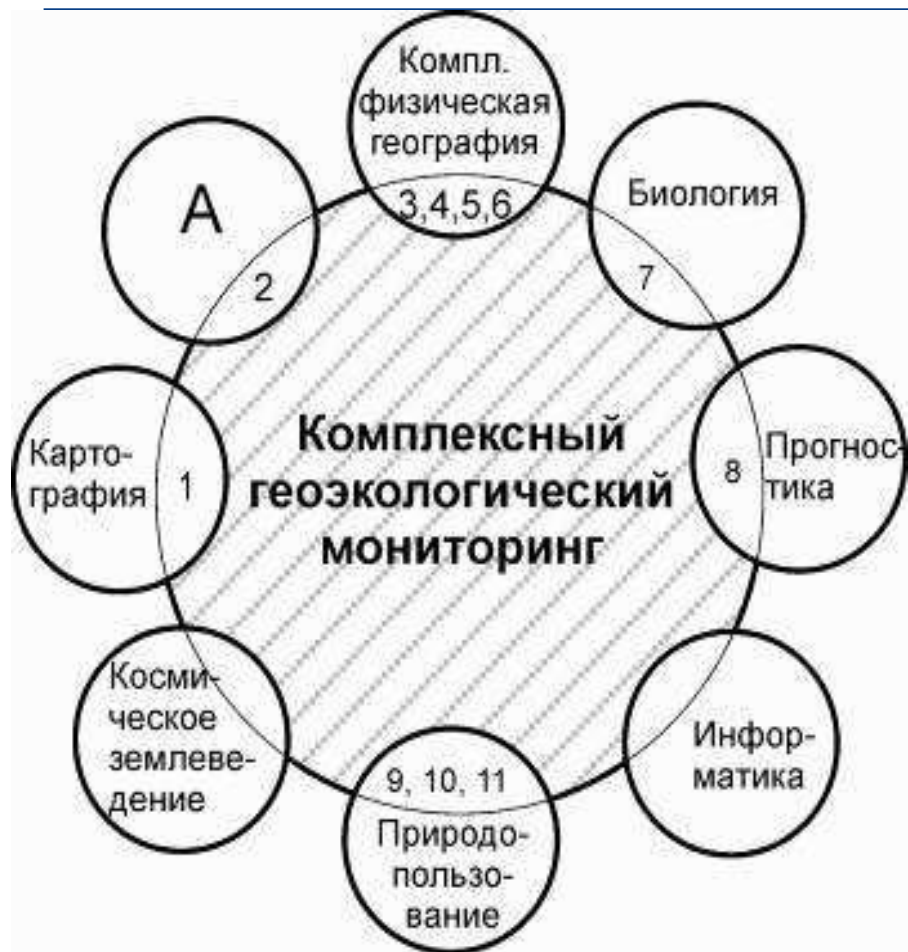 Компл.
физическая
география
3,4,5,6
А
2
Биология
7
Карто-
графия
1
Комплексный
геоэкологический
мониторинг
8
Прогнос-
тика
Косми-
ческое
землеве-
дение
9, 10, 11
Природо-
пользо-
вание
Инфор-
матика